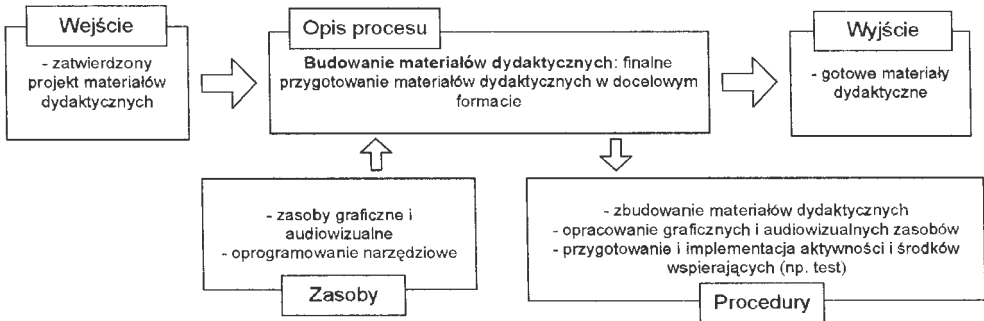 Wejście
- zatwierdzony
projekt materiałów
dydaktycznych
Opis procesu
Budowanie materiałów dydaktycznych: finalne
przygotowanie materiałów dydaktycznych w docelowym
formacie
Wyjście
- gotowe materiały
dydaktyczne
- zasoby graficzne i
audiowizualne
- oprogramowanie narzędziowe
Zasoby
- zbudowanie materiałów dydaktycznych
- opracowanie graficznych i audiowizualnych zasobów
- przygotowanie i implementacja aktywności i środków
wspierających (np. test)
Procedury